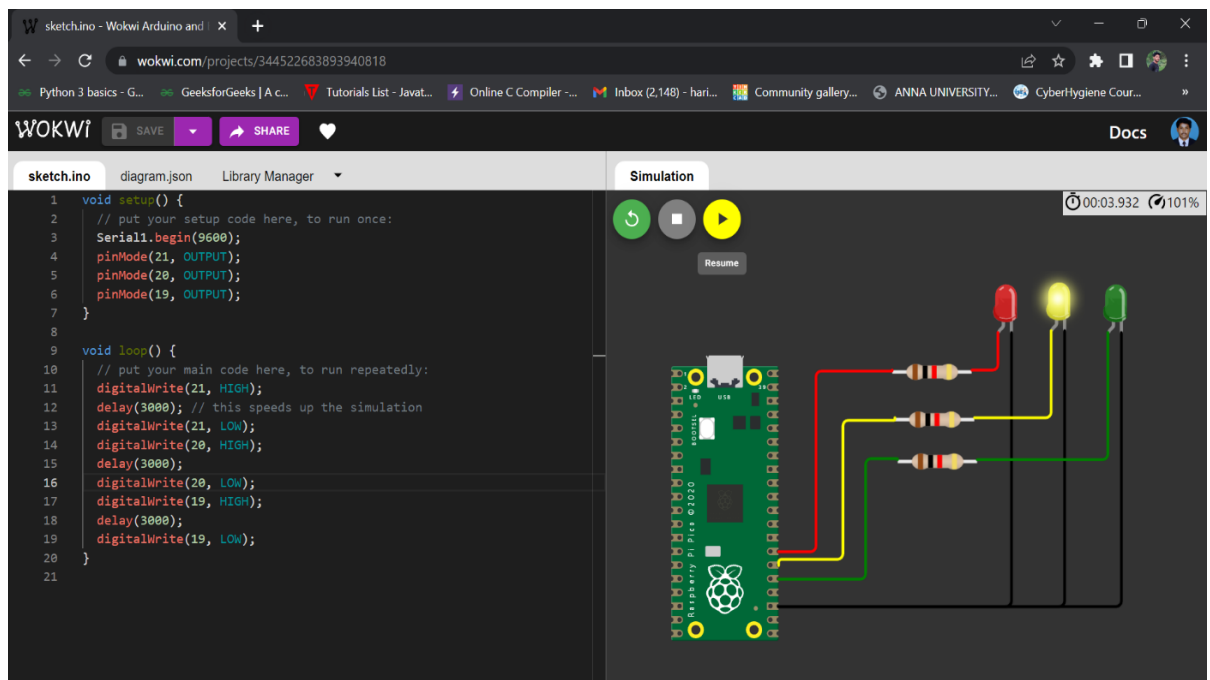 sketch.ino - Wokwi Arduino and
wokwi.com/projects/344522683893940818
Python 3 basics - G... GeeksforGeeks | A c... Tutorials List - Javat... Online C Compiler -... Inbox (2,148) - hari... Community gallery... ANNA UNIVERSITY... CyberHygiene Cour... »
WOKWi SAVE SHARE Docs
sketch.ino diagram.json Library Manager
Simulation
00:03.932 101%
1 void setup() {
2 // put your setup code here, to run once:
3 Serial1.begin(9600);
4 pinMode(21, OUTPUT);
5 pinMode(20, OUTPUT);
6 pinMode(19, OUTPUT);
7 }
8
9 void loop() {
10 // put your main code here, to run repeatedly:
11 digitalWrite(21, HIGH);
12 delay(3000); // this speeds up the simulation
13 digitalWrite(21, LOW);
14 digitalWrite(20, HIGH);
15 delay(3000);
16 digitalWrite(20, LOW);
17 digitalWrite(19, HIGH);
18 delay(3000);
19 digitalWrite(19, LOW);
20 }
21
Resume
LED USB
BOOTSEL
Raspberry Pi Pico ©2020